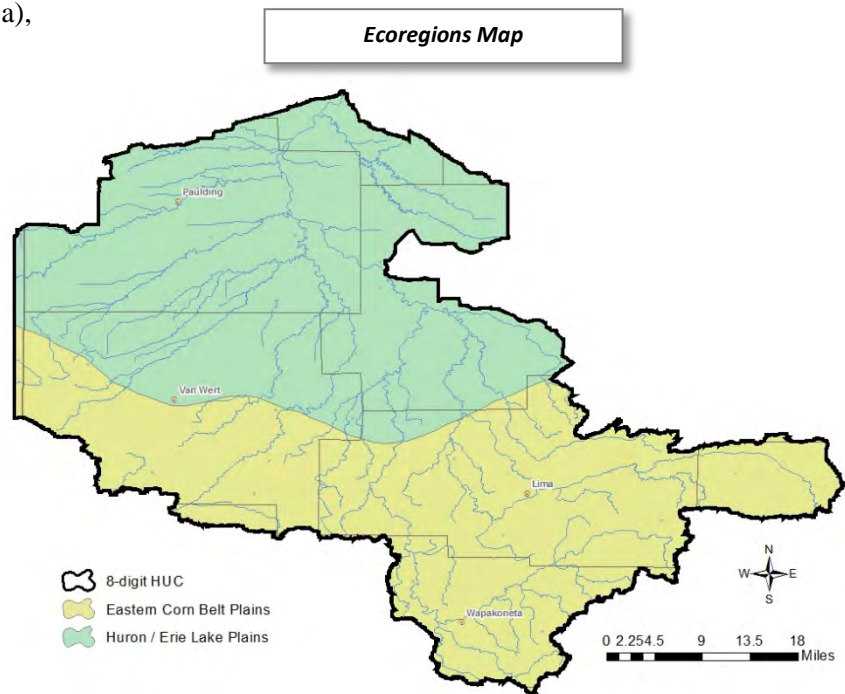 a),
Ecoregions Map
Paulding
Van Wert
Lima
Wapakoneta
8-digit HUC
Eastern Corn Belt Plains
Huron / Erie Lake Plains
N
W E
S
0 2.254.5 9 13.5 18
Miles